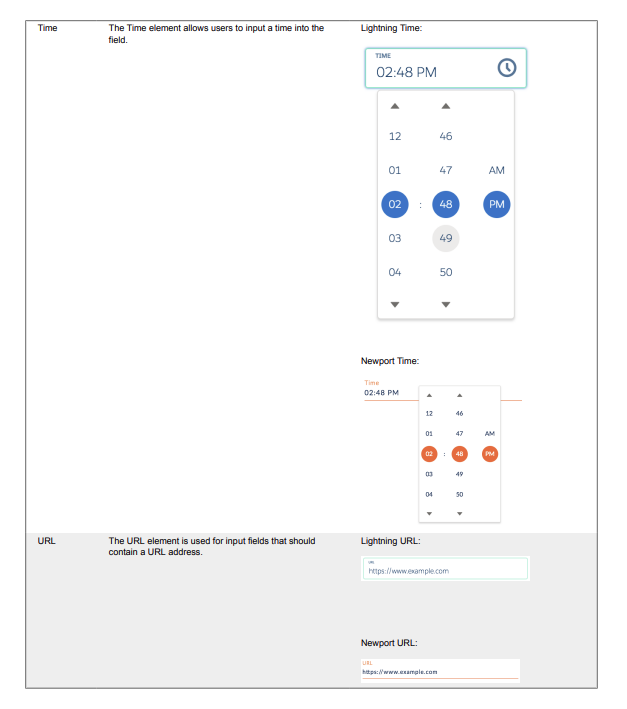 Time
The Time element allows users to input a time into the
field.
Lightning Time:
TIME
02:48 PM
12 46
01 47 AM
02 : 48 PM
03 49
04 50
Newport Time:
Time
02:48 PM
12 46
01 47 AM
02 : 48 PM
03 49
04 50
URL
The URL element is used for input fields that should
contain a URL address.
Lightning URL:
URL
https://www.example.com
Newport URL:
URL
https://www.example.com